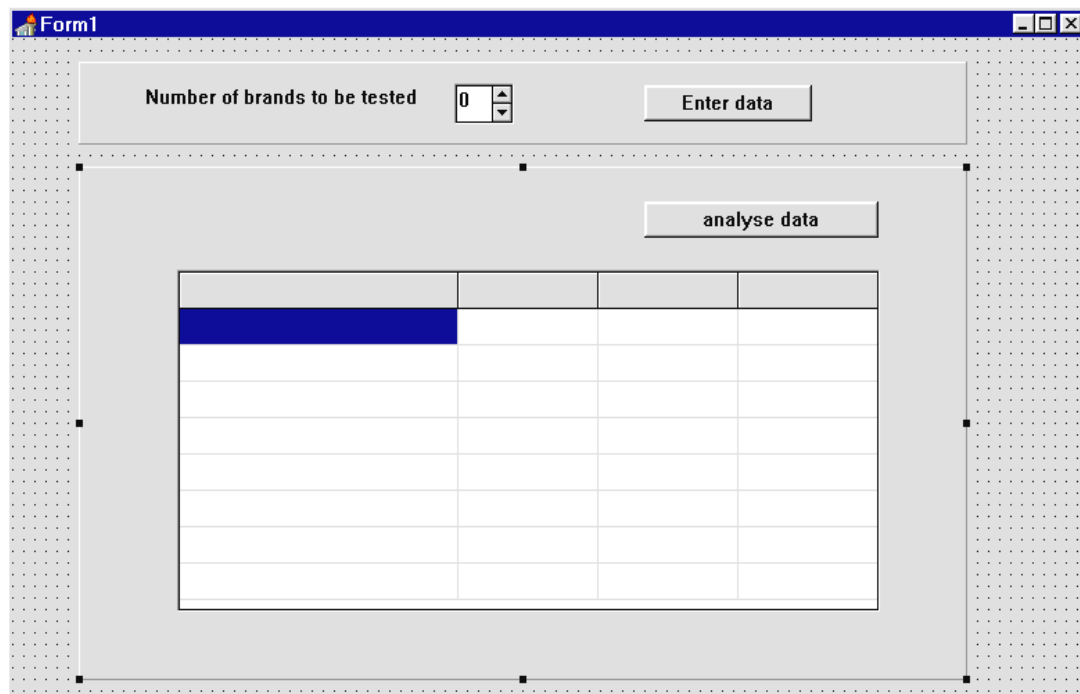 Form1
Number of brands to be tested 0 Enter data
analyse data